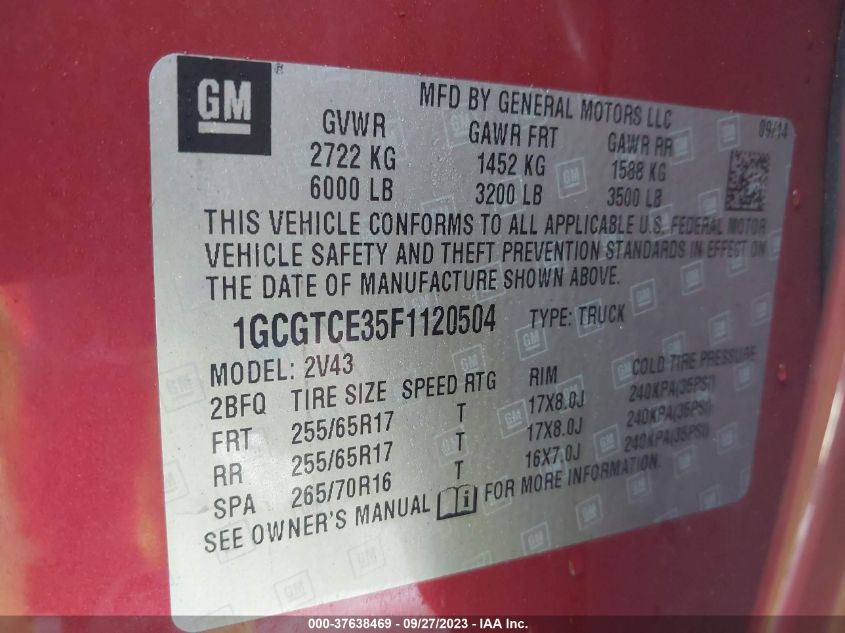 GM®
MFD BY GENERAL MOTORS LLC
09/14
GVWR GAWR FRT GAWR RR
2722 KG 1452 KG 1588 KG
6000 LB 3200 LB 3500 LB
THIS VEHICLE CONFORMS TO ALL APPLICABLE U.S. FEDERAL MOTOR
VEHICLE SAFETY AND THEFT PREVENTION STANDARDS IN EFFECT ON
THE DATE OF MANUFACTURE SHOWN ABOVE.
1GCGTCE35F1120504 TYPE: TRUCK
MODEL: 2V43
2BFQ TIRE SIZE SPEED RTG RIM COLD TIRE PRESSURE
FRT 255/65R17 T 17X8.0J 240KPA(35PSI)
RR 255/65R17 T 17X8.0J 240KPA(35PSI)
SPA 265/70R16 T 16X7.0J 240KPA(35PSI)
SEE OWNER'S MANUAL FOR MORE INFORMATION.
000-37638469 - 09/27/2023 - IAAI.com